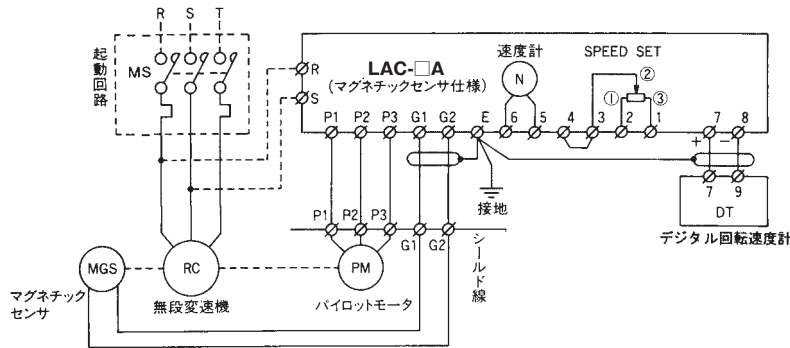 R S T
起動回路
MS
R
S
LAC-□A
(マグネチックセンサ仕様)
速度計
N
SPEED SET
①
②
③
P1 P2 P3 G1 G2 E 6 5 4 3 2 1 7 8
+ −
7 9
DT
デジタル回転速度計
接地
P1 P2 P3 G1 G2
シールド線
MGS
マグネチックセンサ
RC
無段変速機
PM
パイロットモータ